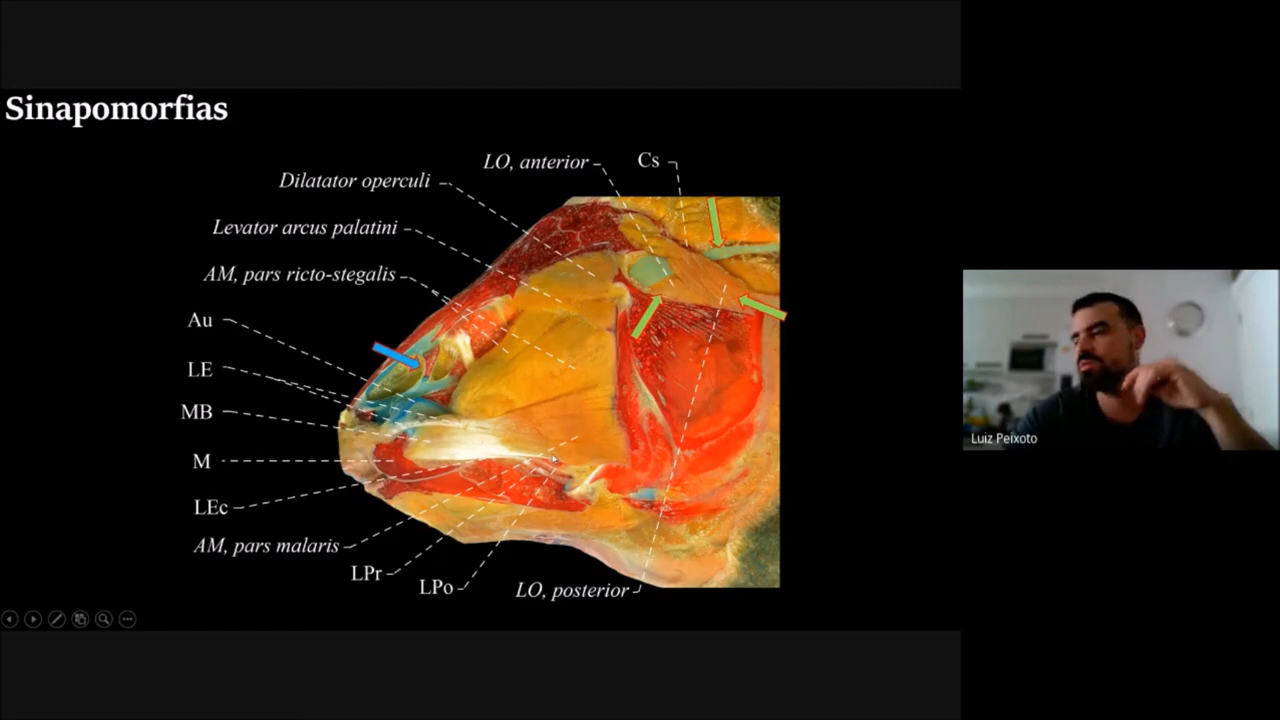 Sinapomorfias
LO, anterior
Cs
Dilatator operculi
Levator arcus palatini
AM, pars ricto-stegalis
Au
LE
MB
M
LEc
AM, pars malaris
LPr
LPo
LO, posterior
Luiz Peixoto